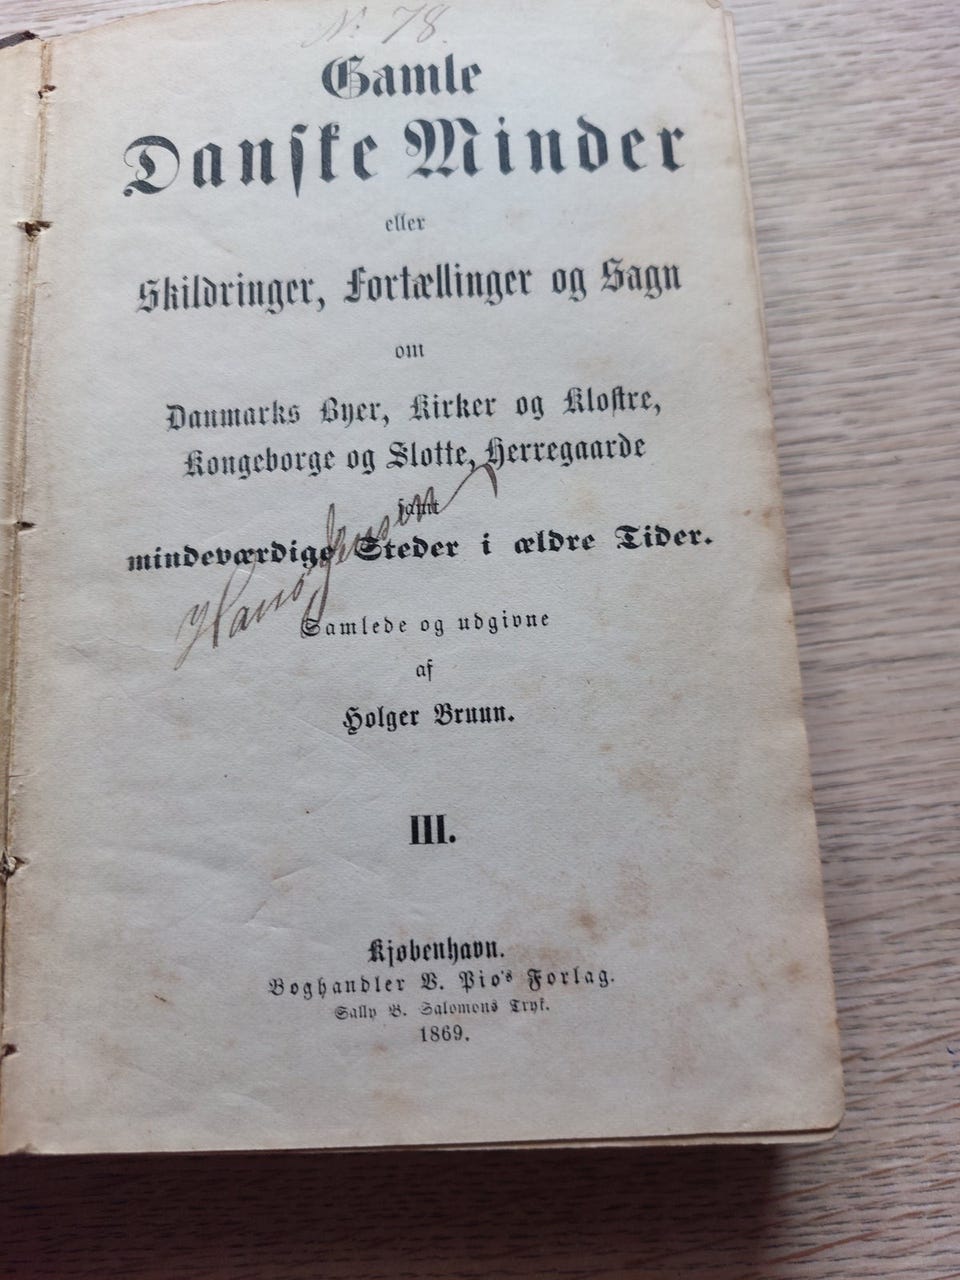 No 78.
Gamle
Danske Minder
eller
Skildringer, Fortællinger og Sagn
om
Danmarks Byer, Kirker og Klostre,
Kongeborge og Slotte, Herregaarde
samt
mindeværdige Steder i ældre Tider.
Hans Jensen
Samlede og udgivne
af
Holger Bruun.
III.
Kjøbenhavn.
Boghandler V. Pio's Forlag.
Sally B. Salomons Tryk.
1869.